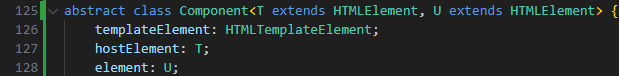 125 abstract class Component<T extends HTMLElement, U extends HTMLElement> {
126 templateElement: HTMLTemplateElement;
127 hostElement: T;
128 element: U;